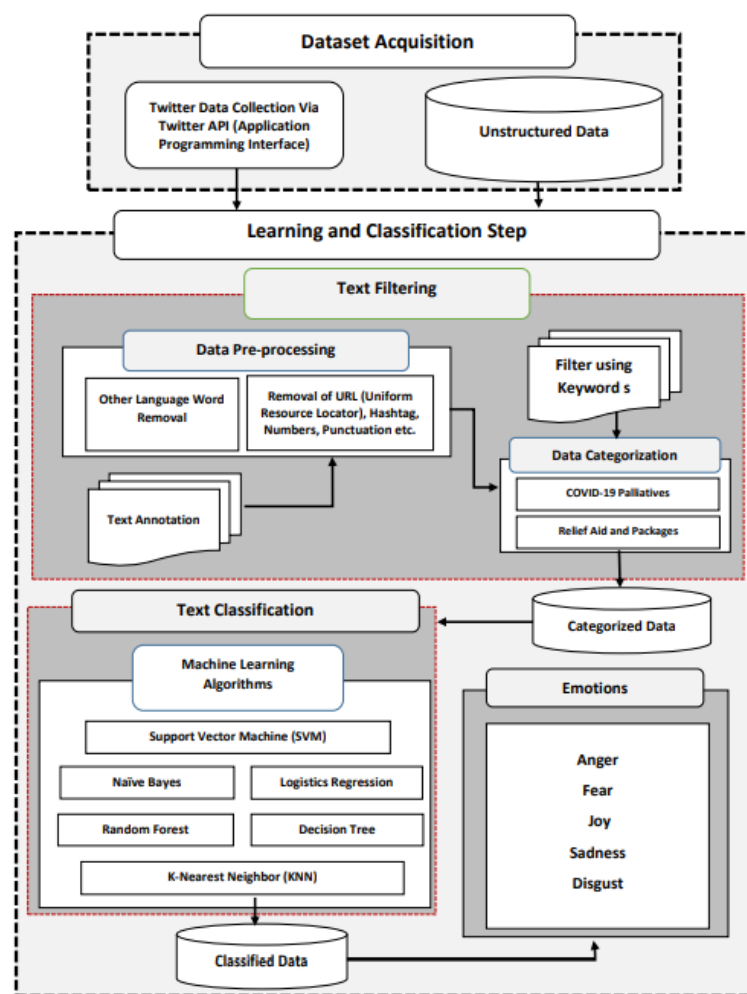 Dataset Acquisition
Twitter Data Collection Via
Twitter API (Application
Programming Interface)
Unstructured Data
Learning and Classification Step
Text Filtering
Data Pre-processing
Other Language Word
Removal
Removal of URL (Uniform
Resource Locator), Hashtag,
Numbers, Punctuation etc.
Text Annotation
Filter using
Keyword s
Data Categorization
COVID-19 Palliatives
Relief Aid and Packages
Categorized Data
Text Classification
Machine Learning
Algorithms
Support Vector Machine (SVM)
Naïve Bayes
Logistics Regression
Random Forest
Decision Tree
K-Nearest Neighbor (KNN)
Classified Data
Emotions
Anger
Fear
Joy
Sadness
Disgust